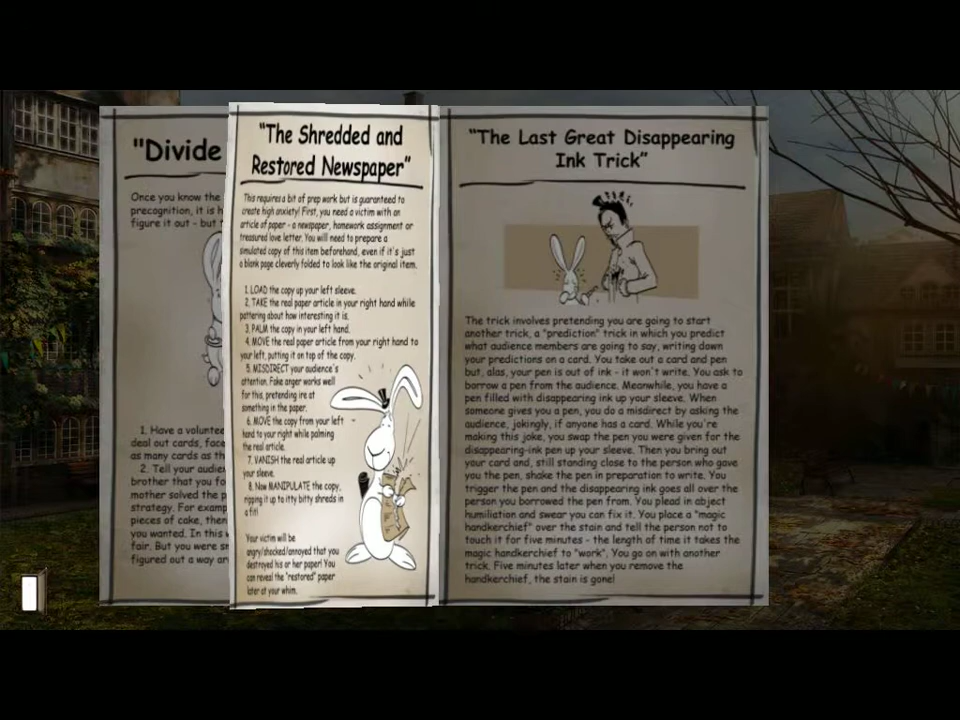 "Divide
Once you know the
precognition, it is h
figure it out - but
1. Have a voluntee
deal out cards, face
as many cards as th
2. Tell your audien
brother that you fo
mother solved the p
strategy. For examp
pieces of cake, then
you wanted. In this w
fair. But you were sn
figured out a way ar
"The Shredded and
Restored Newspaper"
This requires a bit of prep work but is guaranteed to
create high anxiety! First, you need a victim with an
article of paper - a newspaper, homework assignment or
treasured love letter. You will need to prepare a
simulated copy of this item beforehand, even if it's just
a blank page cleverly folded to look like the original item.
1. LOAD the copy up your left sleeve.
2. TAKE the real paper article in your right hand while
pattering about how interesting it is.
3. PALM the copy in your left hand.
4. MOVE the real paper article from your right hand to
your left, putting it on top of the copy.
5. MISDIRECT your audience's
attention. Fake anger works well
for this, pretending ire at
something in the paper.
6. MOVE the copy from your left
hand to your right while palming
the real article.
7. VANISH the real article up
your sleeve.
8. Now MANIPULATE the copy,
ripping it up to itty bitty shreds in
a fit!
Your victim will be
angry/shocked/annoyed that you
destroyed his or her paper! You
can reveal the "restored" paper
later at your whim.
"The Last Great Disappearing
Ink Trick"
The trick involves pretending you are going to start
another trick, a "prediction" trick in which you predict
what audience members are going to say, writing down
your predictions on a card. You take out a card and pen
but, alas, your pen is out of ink - it won't write. You ask to
borrow a pen from the audience. Meanwhile, you have a
pen filled with disappearing ink up your sleeve. When
someone gives you a pen, you do a misdirect by asking the
audience, jokingly, if anyone has a card. While you're
making this joke, you swap the pen you were given for the
disappearing-ink pen up your sleeve. Then you bring out
your card and, still standing close to the person who gave
you the pen, shake the pen in preparation to write. You
trigger the pen and the disappearing ink goes all over the
person you borrowed the pen from. You plead in abject
humiliation and swear you can fix it. You place a "magic
handkerchief" over the stain and tell the person not to
touch it for five minutes - the length of time it takes the
magic handkerchief to "work". You go on with another
trick. Five minutes later when you remove the
handkerchief, the stain is gone!